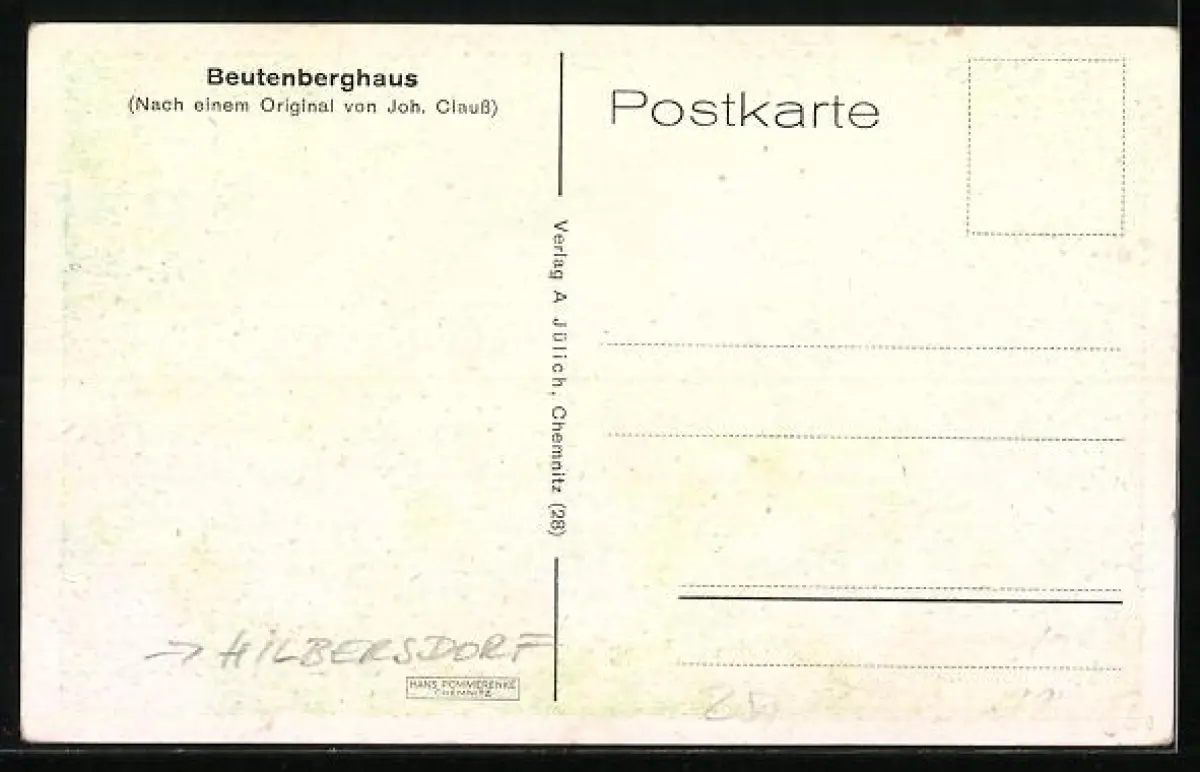 Beutenberghaus
(Nach einem Original von Joh. Clauß)
Postkarte
Verlag A Jülich, Chemnitz (28)
→ HILBERSDORF
HANS POMMERENKE
CHEMNITZ